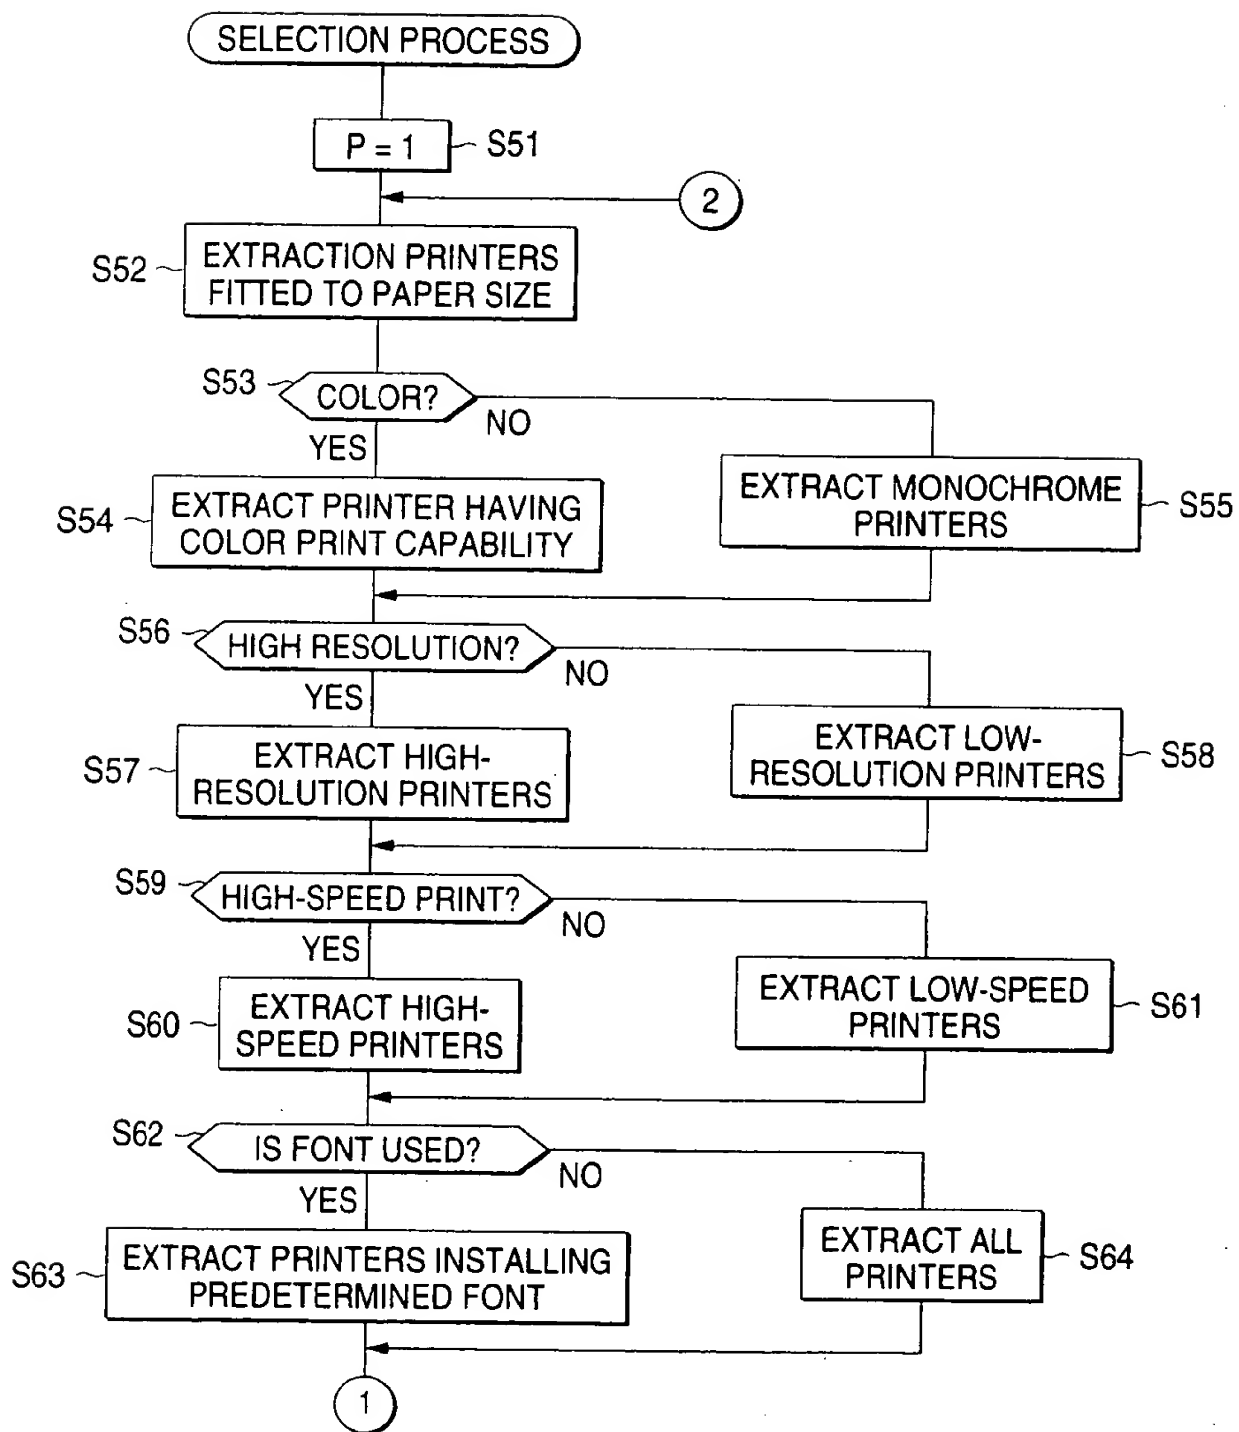 SELECTION PROCESS
P = 1
S51
2
S52
EXTRACTION PRINTERS
FITTED TO PAPER SIZE
S53
COLOR?
NO
YES
S54
EXTRACT PRINTER HAVING
COLOR PRINT CAPABILITY
EXTRACT MONOCHROME
PRINTERS
S55
S56
HIGH RESOLUTION?
NO
YES
S57
EXTRACT HIGH-
RESOLUTION PRINTERS
EXTRACT LOW-
RESOLUTION PRINTERS
S58
S59
HIGH-SPEED PRINT?
NO
YES
S60
EXTRACT HIGH-
SPEED PRINTERS
EXTRACT LOW-SPEED
PRINTERS
S61
S62
IS FONT USED?
NO
YES
S63
EXTRACT PRINTERS INSTALLING
PREDETERMINED FONT
EXTRACT ALL
PRINTERS
S64
1